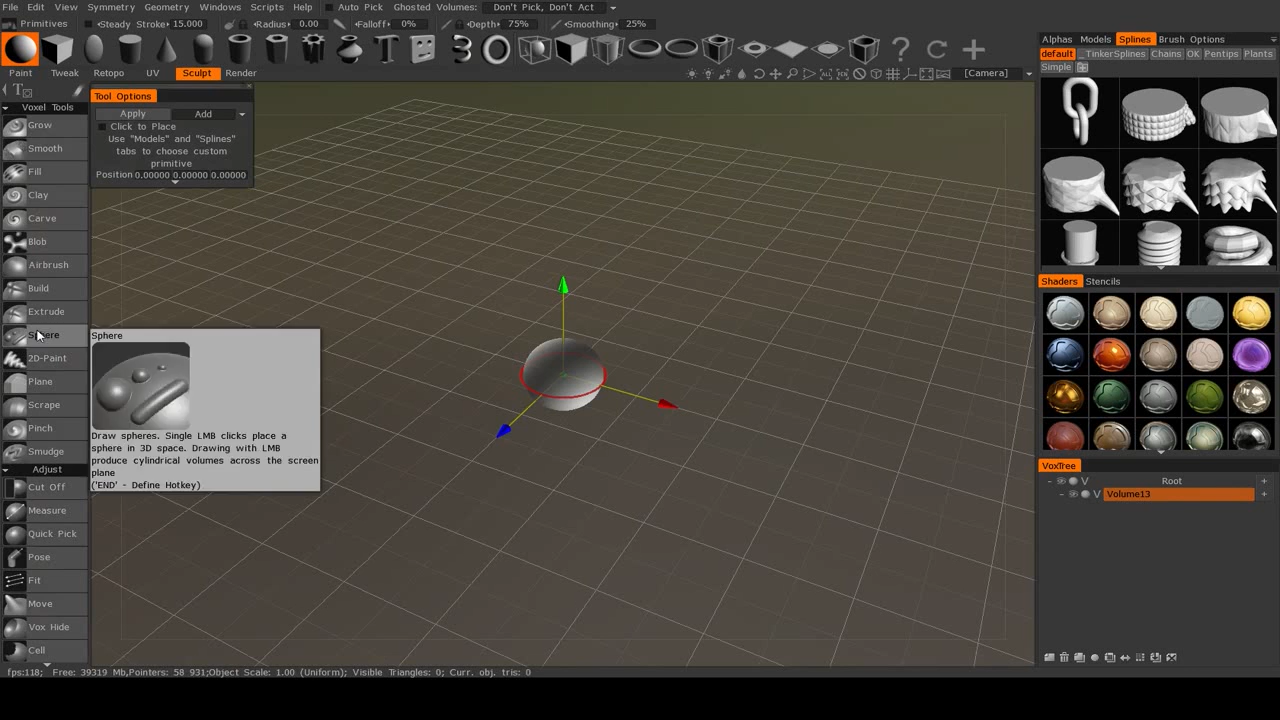 File Edit View Symmetry Geometry Windows Scripts Help Auto Pick Ghosted Volumes: Don't Pick, Don't Act
Primitives Steady Stroke 15.000 Radius: 0.00 Falloff: 0% Depth: 75% Smoothing: 25%
Paint Tweak Retopo UV Sculpt Render [Camera]
Alphas Models Splines Brush Options
default _TinkerSplines Chains OK Pentips Plants
Simple
Tool Options
Apply Add
Click to Place
Use "Models" and "Splines"
tabs to choose custom
primitive
Position 0.00000 0.00000 0.00000
Voxel Tools
Grow
Smooth
Fill
Clay
Carve
Blob
Airbrush
Build
Extrude
Sphere
2D-Paint
Plane
Scrape
Pinch
Smudge
Adjust
Cut Off
Measure
Quick Pick
Pose
Fit
Move
Vox Hide
Cell
Sphere
Draw spheres. Single LMB clicks place a
sphere in 3D space. Drawing with LMB
produce cylindrical volumes across the screen
plane
('END' - Define Hotkey)
Shaders Stencils
VoxTree
V Root +
V Volume13 +
fps:118; Free: 39319 Mb,Pointers: 58 931;Object Scale: 1.00 (Uniform); Visible Triangles: 0; Curr. obj. tris: 0